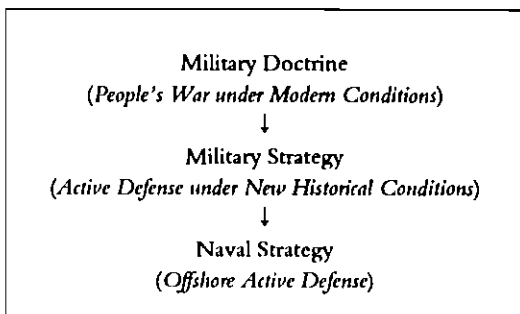 Military Doctrine
(People's War under Modern Conditions)
↓
Military Strategy
(Active Defense under New Historical Conditions)
↓
Naval Strategy
(Offshore Active Defense)